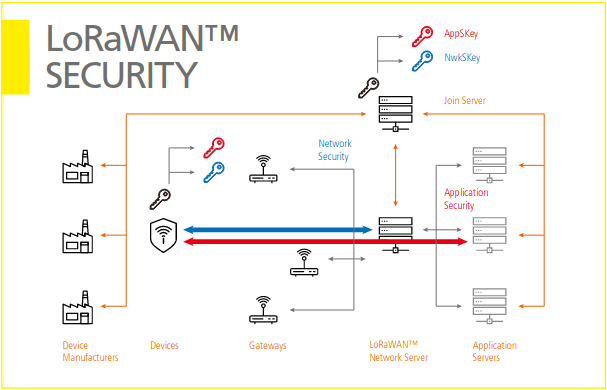 LoRaWAN™
SECURITY
AppSKey
NwkSKey
Join Server
Network
Security
Application
Security
Device
Manufacturers
Devices
Gateways
LoRaWAN™
Network Server
Application
Servers